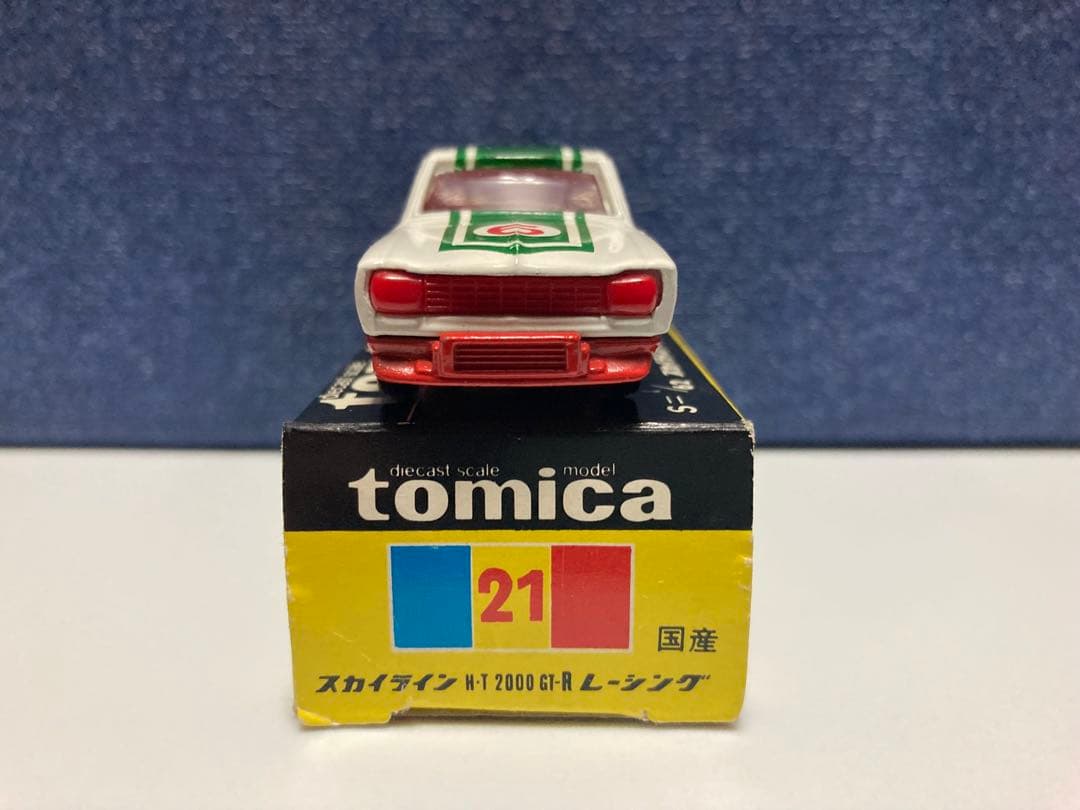 diecast scale model
tomica
21
国産
スカイライン H·T 2000 GT-R レーシング